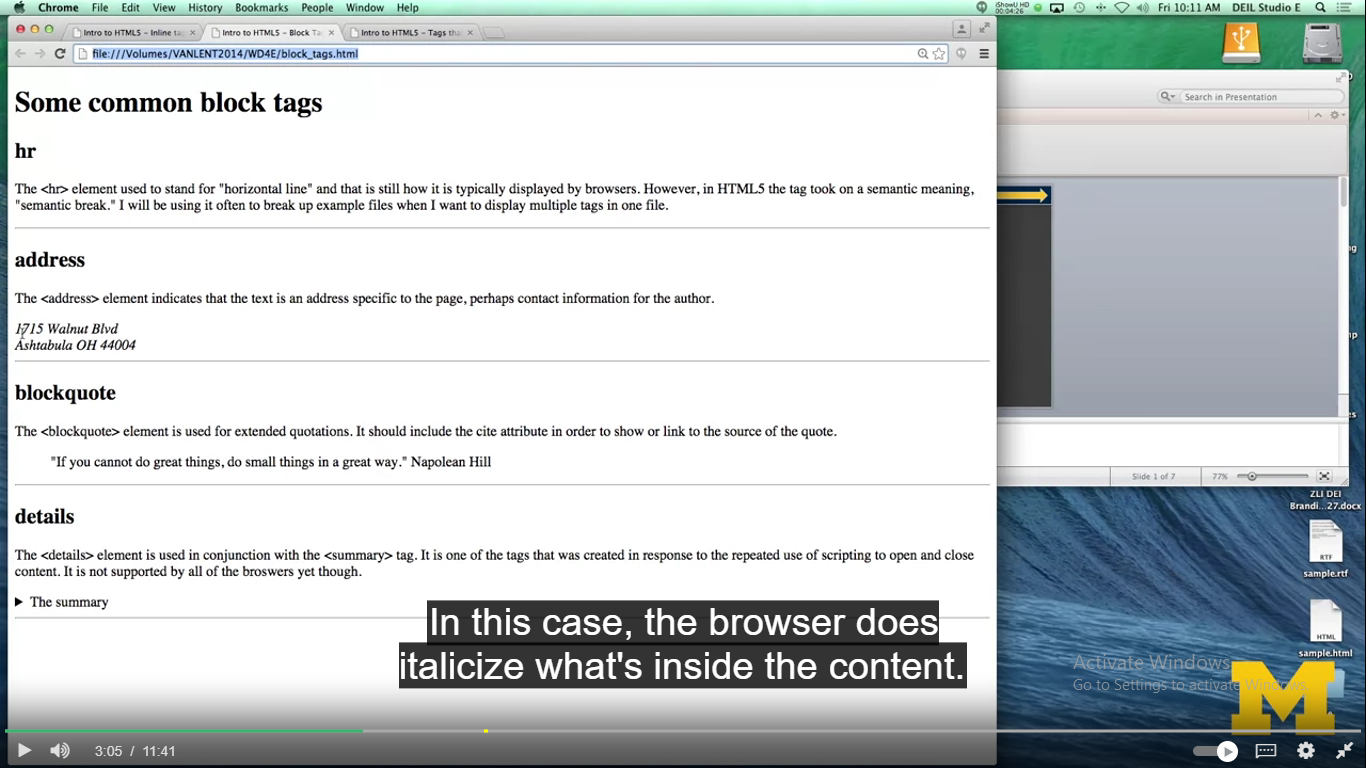 Chrome File Edit View History Bookmarks People Window Help
iShowU HD
00:04:26
Fri 10:11 AM DEIL Studio E
Intro to HTML5 - Inline ta
Intro to HTML5 - Block Ta
Intro to HTML5 - Tags tha
file:///Volumes/VANLENT2014/WD4E/block_tags.html
Search in Presentation
Some common block tags
hr
The <hr> element used to stand for "horizontal line" and that is still how it is typically displayed by browsers. However, in HTML5 the tag took on a semantic meaning,
"semantic break." I will be using it often to break up example files when I want to display multiple tags in one file.
address
The <address> element indicates that the text is an address specific to the page, perhaps contact information for the author.
1715 Walnut Blvd
Ashtabula OH 44004
blockquote
The <blockquote> element is used for extended quotations. It should include the cite attribute in order to show or link to the source of the quote.
"If you cannot do great things, do small things in a great way." Napolean Hill
Slide 1 of 7
77%
ZLI DEI
Brandi...27.docx
details
The <details> element is used in conjunction with the <summary> tag. It is one of the tags that was created in response to the repeated use of scripting to open and close
content. It is not supported by all of the broswers yet though.
RTF
sample.rtf
The summary
HTML
sample.html
In this case, the browser does
italicize what's inside the content.
Activate Windows
Go to Settings to activate Windows.
M
3:05 / 11:41